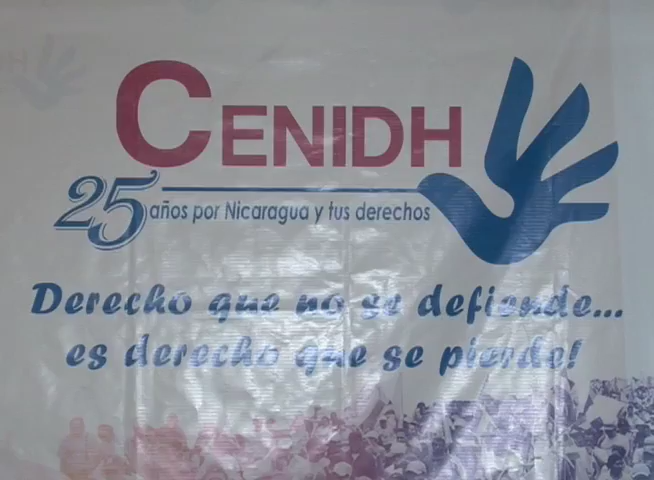 CENIDH
25 años por Nicaragua y tus derechos
Derecho que no se defiende...
es derecho que se pierde!